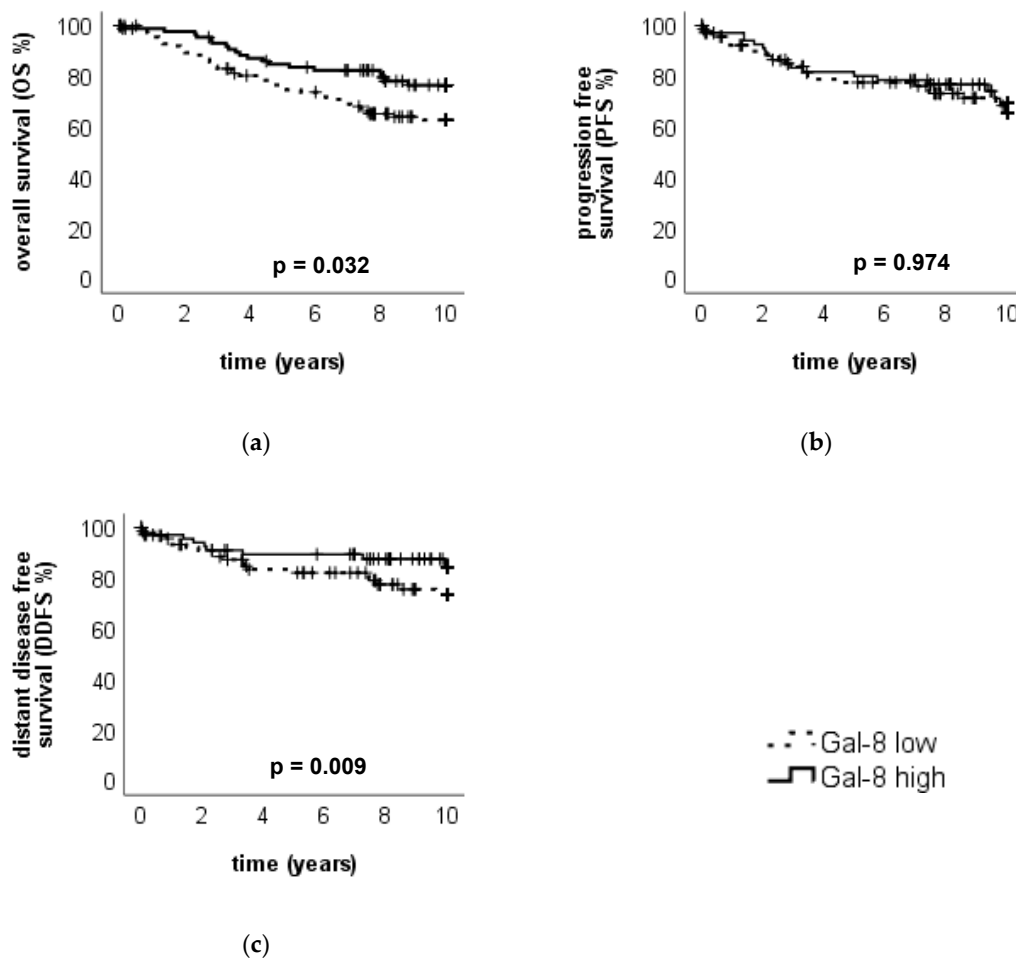 overall survival (OS %)
100
80
60
40
20
0
p = 0.032
0 2 4 6 8 10
time (years)
(a)
progression free
survival (PFS %)
100
80
60
40
20
0
p = 0.974
0 2 4 6 8 10
time (years)
(b)
distant disease free
survival (DDFS %)
100
80
60
40
20
0
p = 0.009
0 2 4 6 8 10
time (years)
(c)
Gal-8 low
Gal-8 high